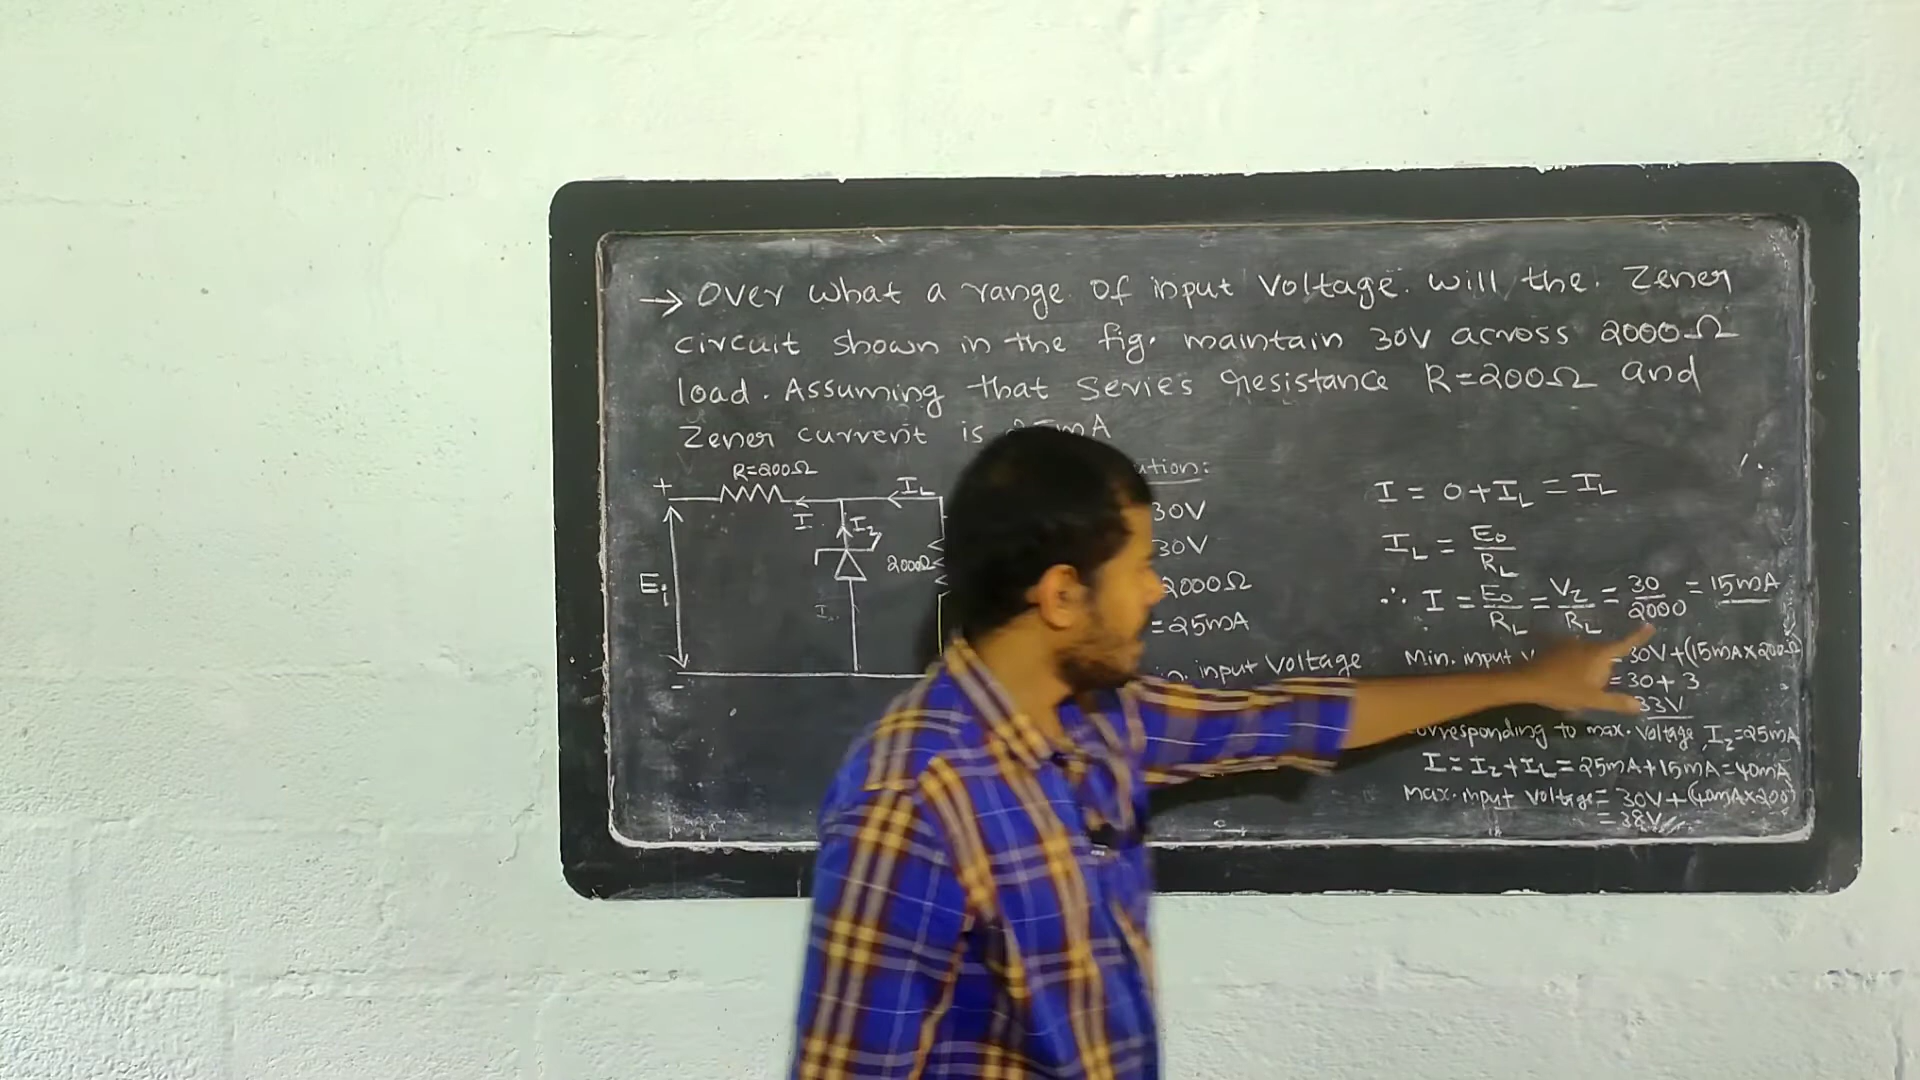 → Over what a range of input voltage will the Zener
circuit shown in the fig. maintain 30V across 2000Ω
load. Assuming that series resistance R=200Ω and
Zener current is 25mA
R=200Ω
+
I
I_L
I_Z
2000Ω
E_i
I
-
ution:
30V
30V
2000Ω
=25mA
input voltage
I = 0+I_L = I_L
I_L = E_0/R_L
∴ I = E_0/R_L = V_Z/R_L = 30/2000 = 15mA
Min. input V =30V+(15mA×200Ω)
=30+3
33V
orresponding to max. voltage, I_Z=25mA
I = I_Z+I_L = 25mA+15mA=40mA
Max. input voltage = 30V+(40mA×200)
= 38V